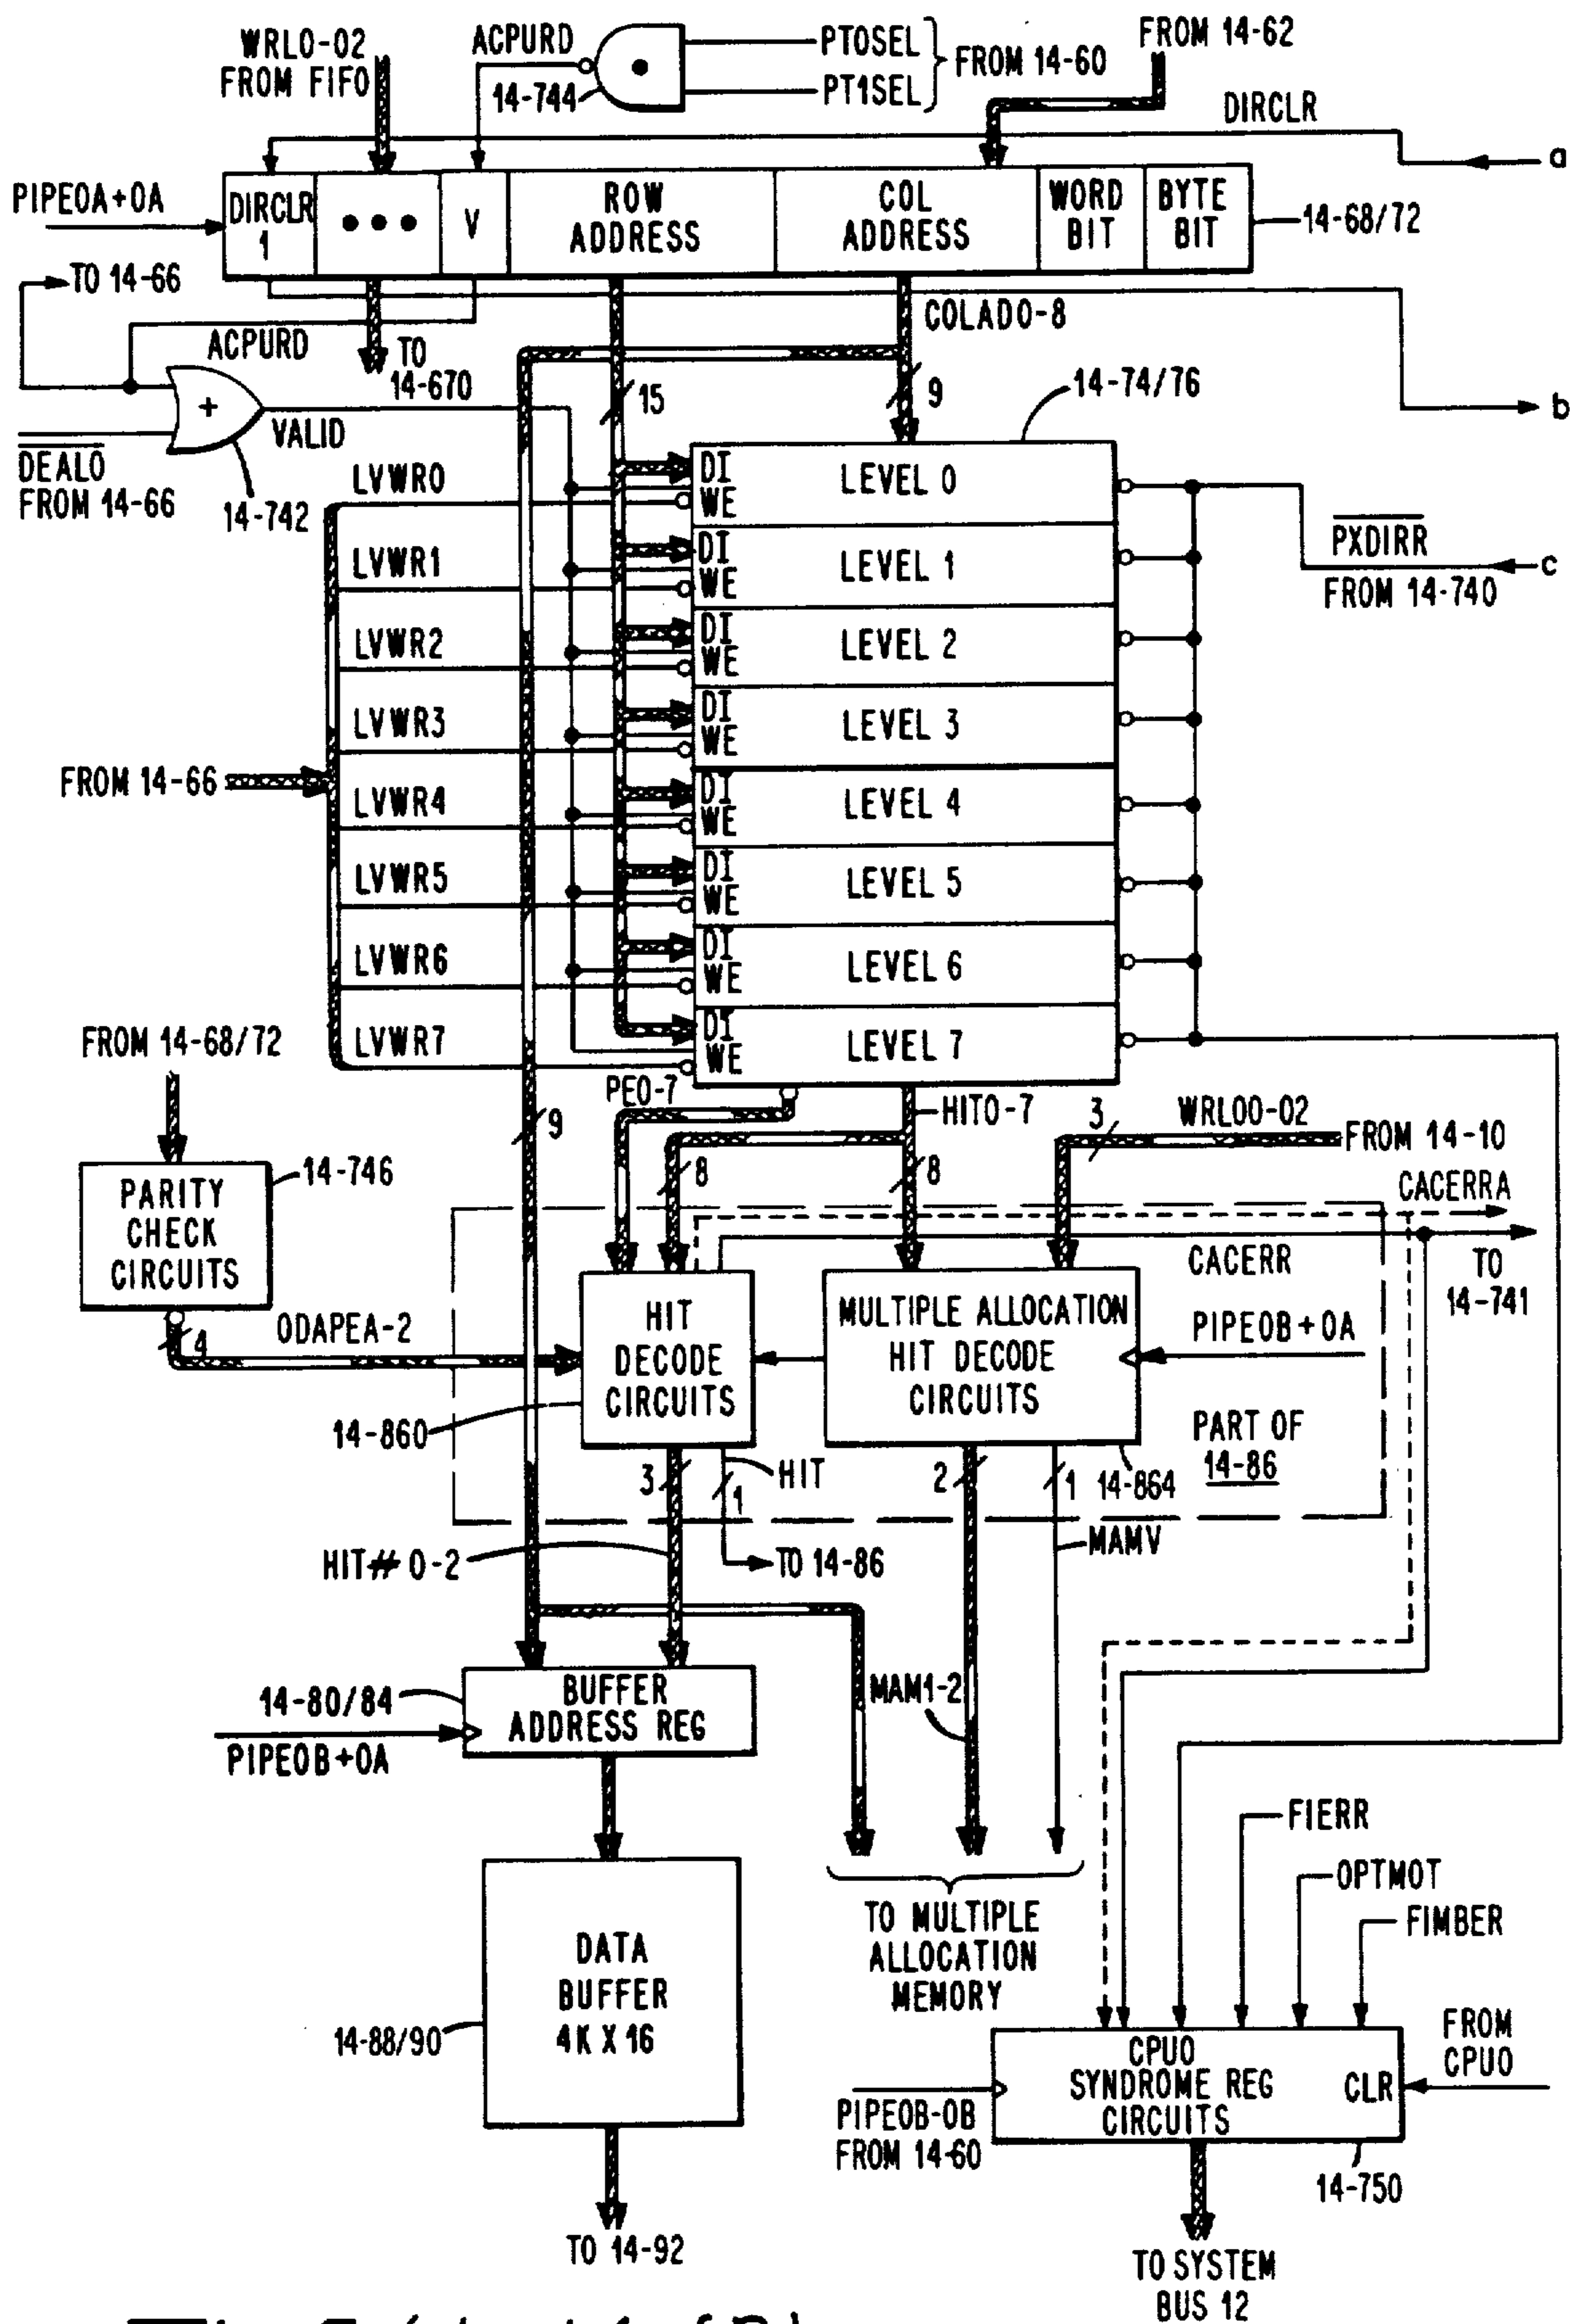 WRL0-02
FROM FIFO
ACPURD
14-744
PT0SEL
PT1SEL
FROM 14-60
FROM 14-62
DIRCLR
a
PIPE0A+0A
DIRCLR
1
• • •
V
ROW
ADDRESS
COL
ADDRESS
WORD
BIT
BYTE
BIT
14-68/72
TO 14-66
ACPURD
TO
14-670
COLAD0-8
+
VALID
DEAL0
FROM 14-66
14-742
15
9
14-74/76
b
LVWR0
DI
WE
LEVEL 0
PXDIRR
FROM 14-740
c
LVWR1
DI
WE
LEVEL 1
LVWR2
DI
WE
LEVEL 2
LVWR3
DI
WE
LEVEL 3
FROM 14-66
LVWR4
DI
WE
LEVEL 4
LVWR5
DI
WE
LEVEL 5
LVWR6
DI
WE
LEVEL 6
LVWR7
DI
WE
LEVEL 7
FROM 14-68/72
PE0-7
9
HIT0-7
3
WRL00-02
FROM 14-10
8
8
CACERRA
PARITY
CHECK
CIRCUITS
14-746
CACERR
TO
14-741
4
ODAPEA-2
HIT
DECODE
CIRCUITS
MULTIPLE ALLOCATION
HIT DECODE
CIRCUITS
PIPE0B+0A
14-860
3
HIT
1
2
1
14-864
PART OF
14-86
HIT# 0-2
TO 14-86
MAMV
14-80/84
BUFFER
ADDRESS REG
PIPE0B+0A
MAM1-2
FIERR
OPTMOT
FIMBER
DATA
BUFFER
4K X 16
14-88/90
TO MULTIPLE
ALLOCATION
MEMORY
CPU0
SYNDROME REG
CIRCUITS
CLR
FROM
CPU0
PIPE0B-0B
FROM 14-60
14-750
TO 14-92
TO SYSTEM
BUS 12